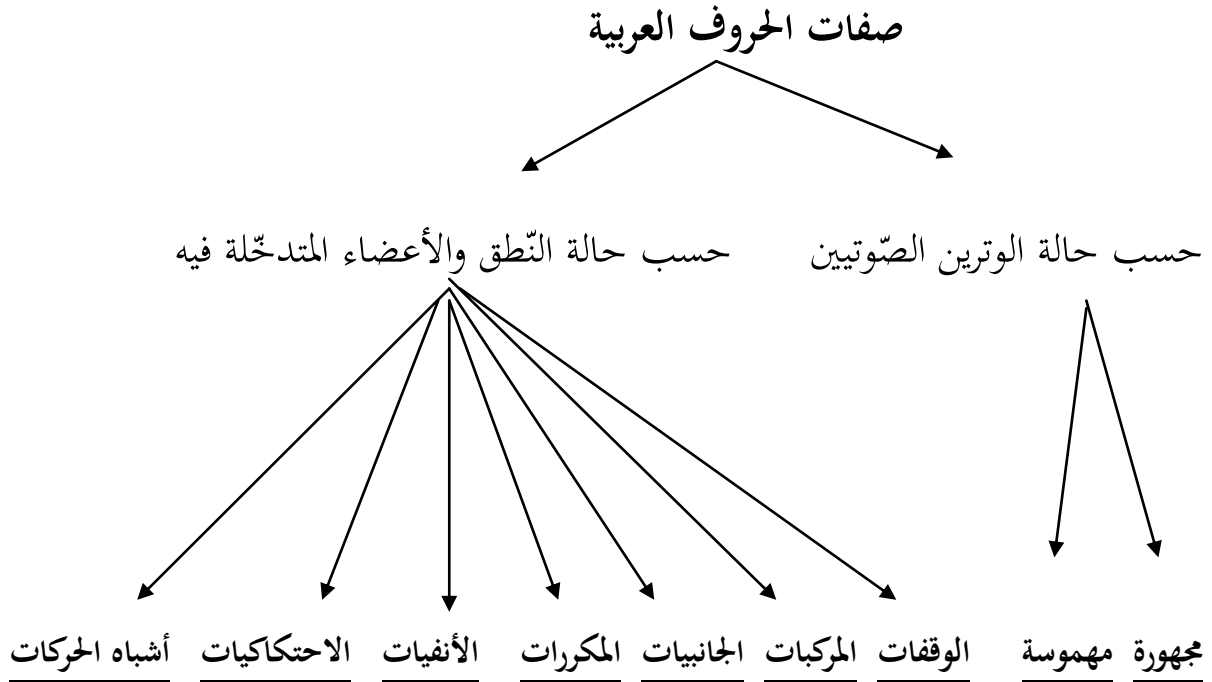 صفات الحروف العربية
حسب حالة الوترين الصّوتيين حسب حالة النّطق والأعضاء المتدخّلة فيه
مجهورة مهموسة الوقفات المركبات الجانبيات المكررات الأنفيات الاحتكاكيات أشباه الحركات